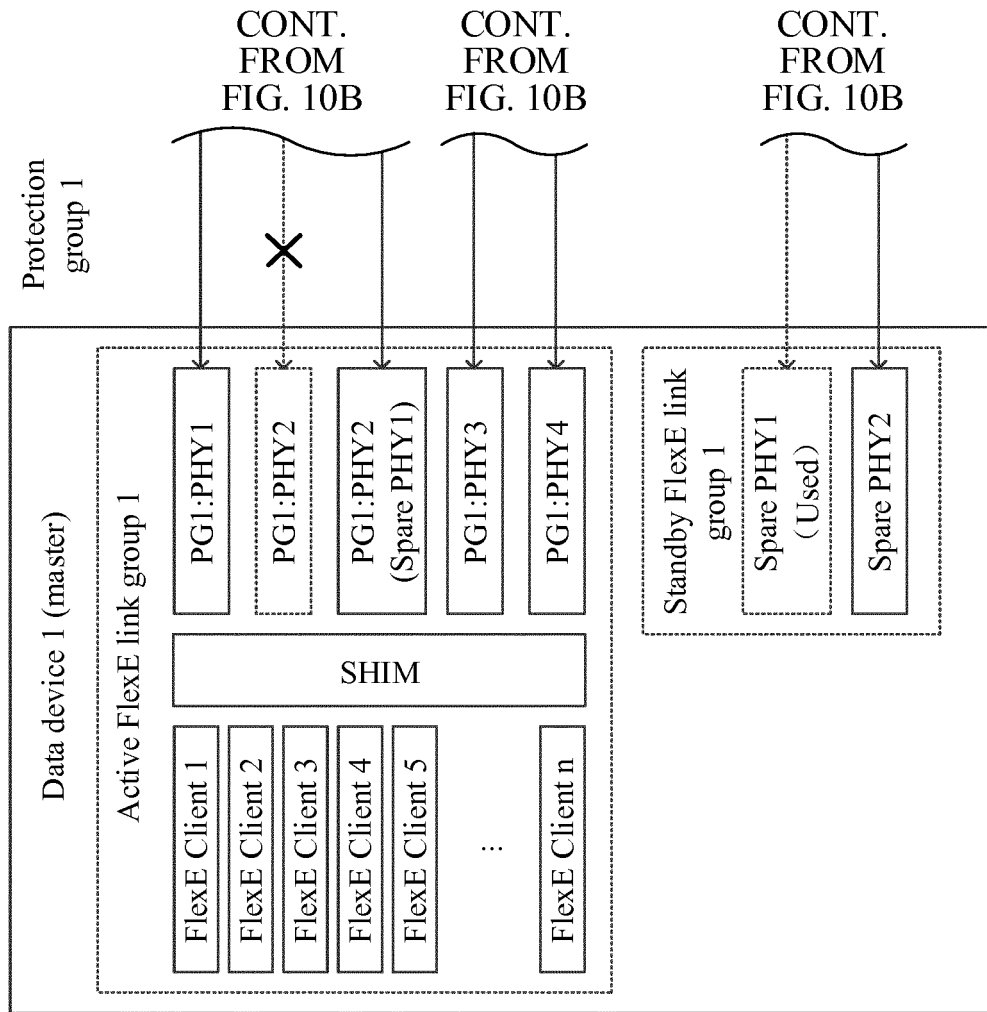 CONT.
FROM
FIG. 10B
CONT.
FROM
FIG. 10B
CONT.
FROM
FIG. 10B
Protection
group 1
Data device 1 (master)
Active FlexE link group 1
PG1:PHY1
PG1:PHY2
PG1:PHY2
(Spare PHY1)
PG1:PHY3
PG1:PHY4
SHIM
FlexE Client 1
FlexE Client 2
FlexE Client 3
FlexE Client 4
FlexE Client 5
...
FlexE Client n
Standby FlexE link
group 1
Spare PHY1
(Used)
Spare PHY2